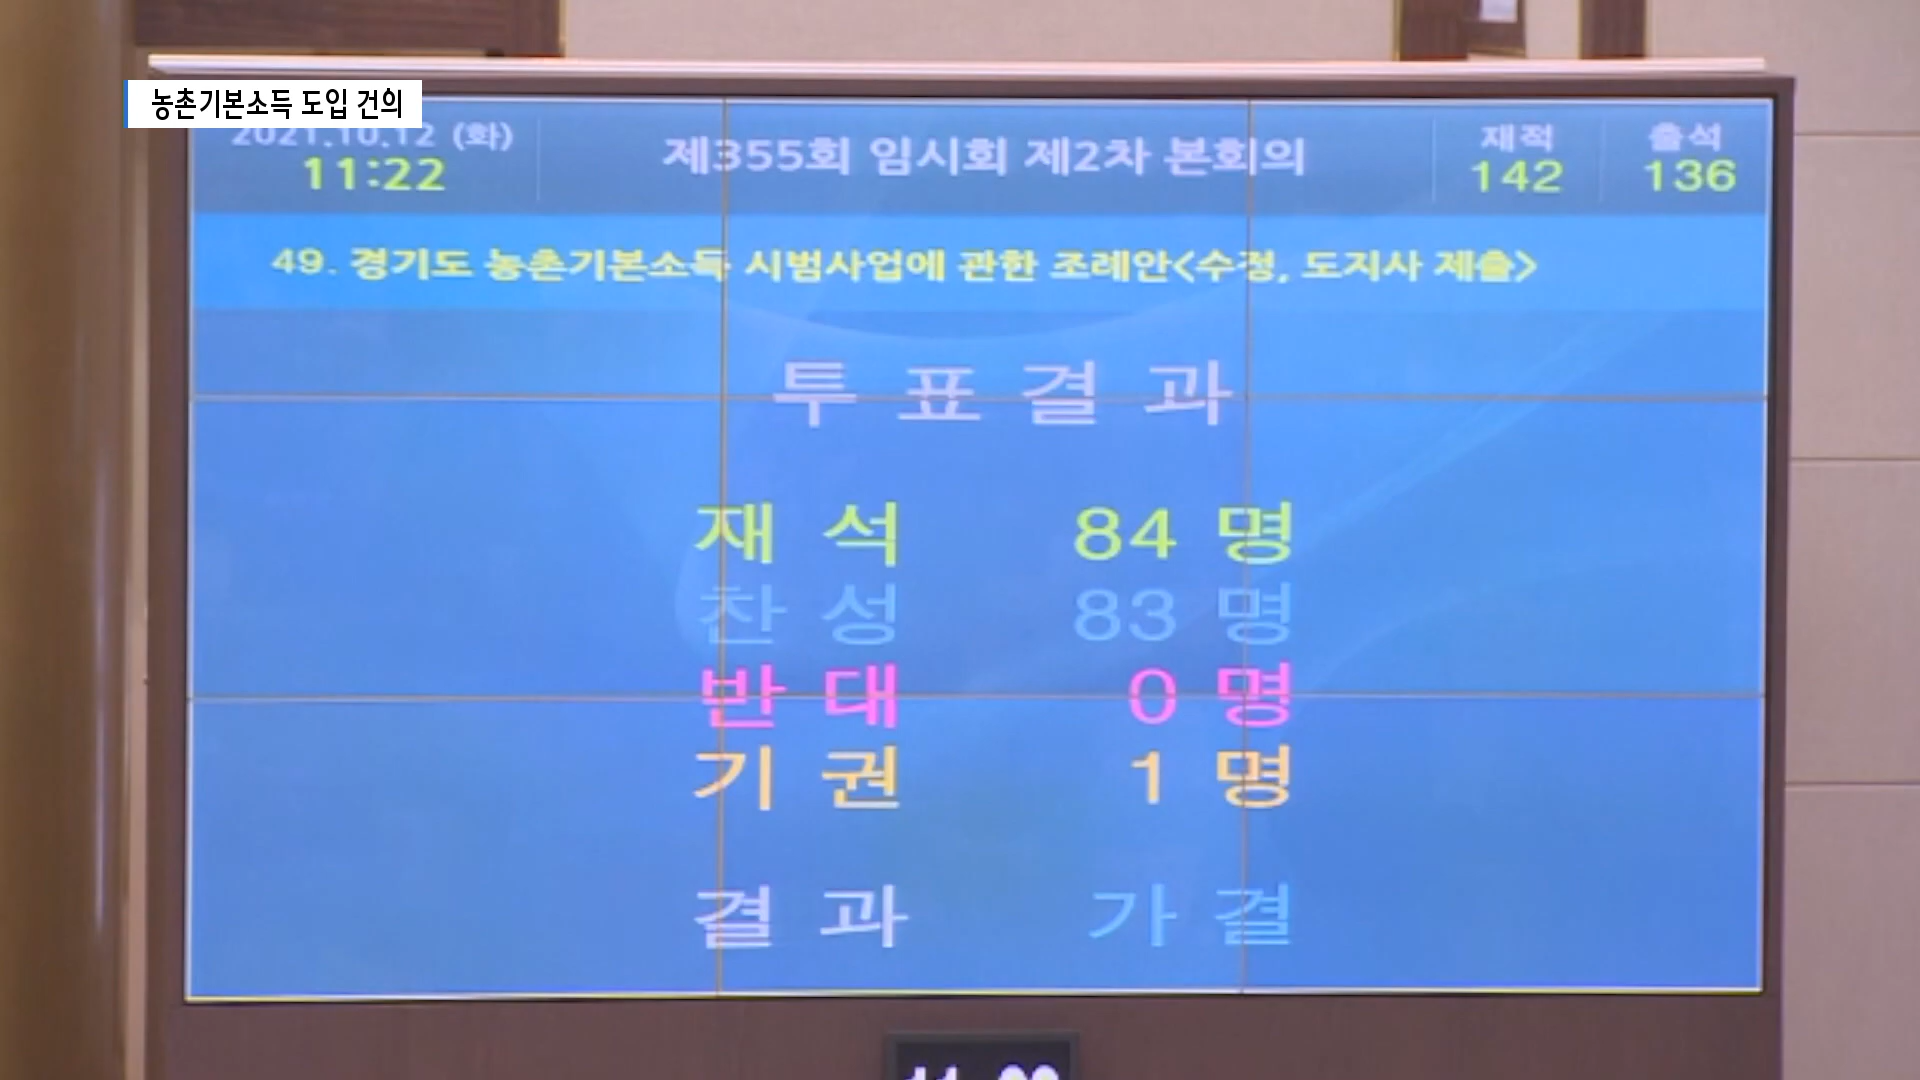 농촌기본소득 도입 건의
2021.10.12 (화)
11:22
제355회 임시회 제2차 본회의
재적
142
출석
136
49. 경기도 농촌기본소득 시범사업에 관한 조례안<수정, 도지사 제출>
투 표 결 과
재 석 84 명
찬 성 83 명
반 대 0 명
기 권 1 명
결 과 가 결